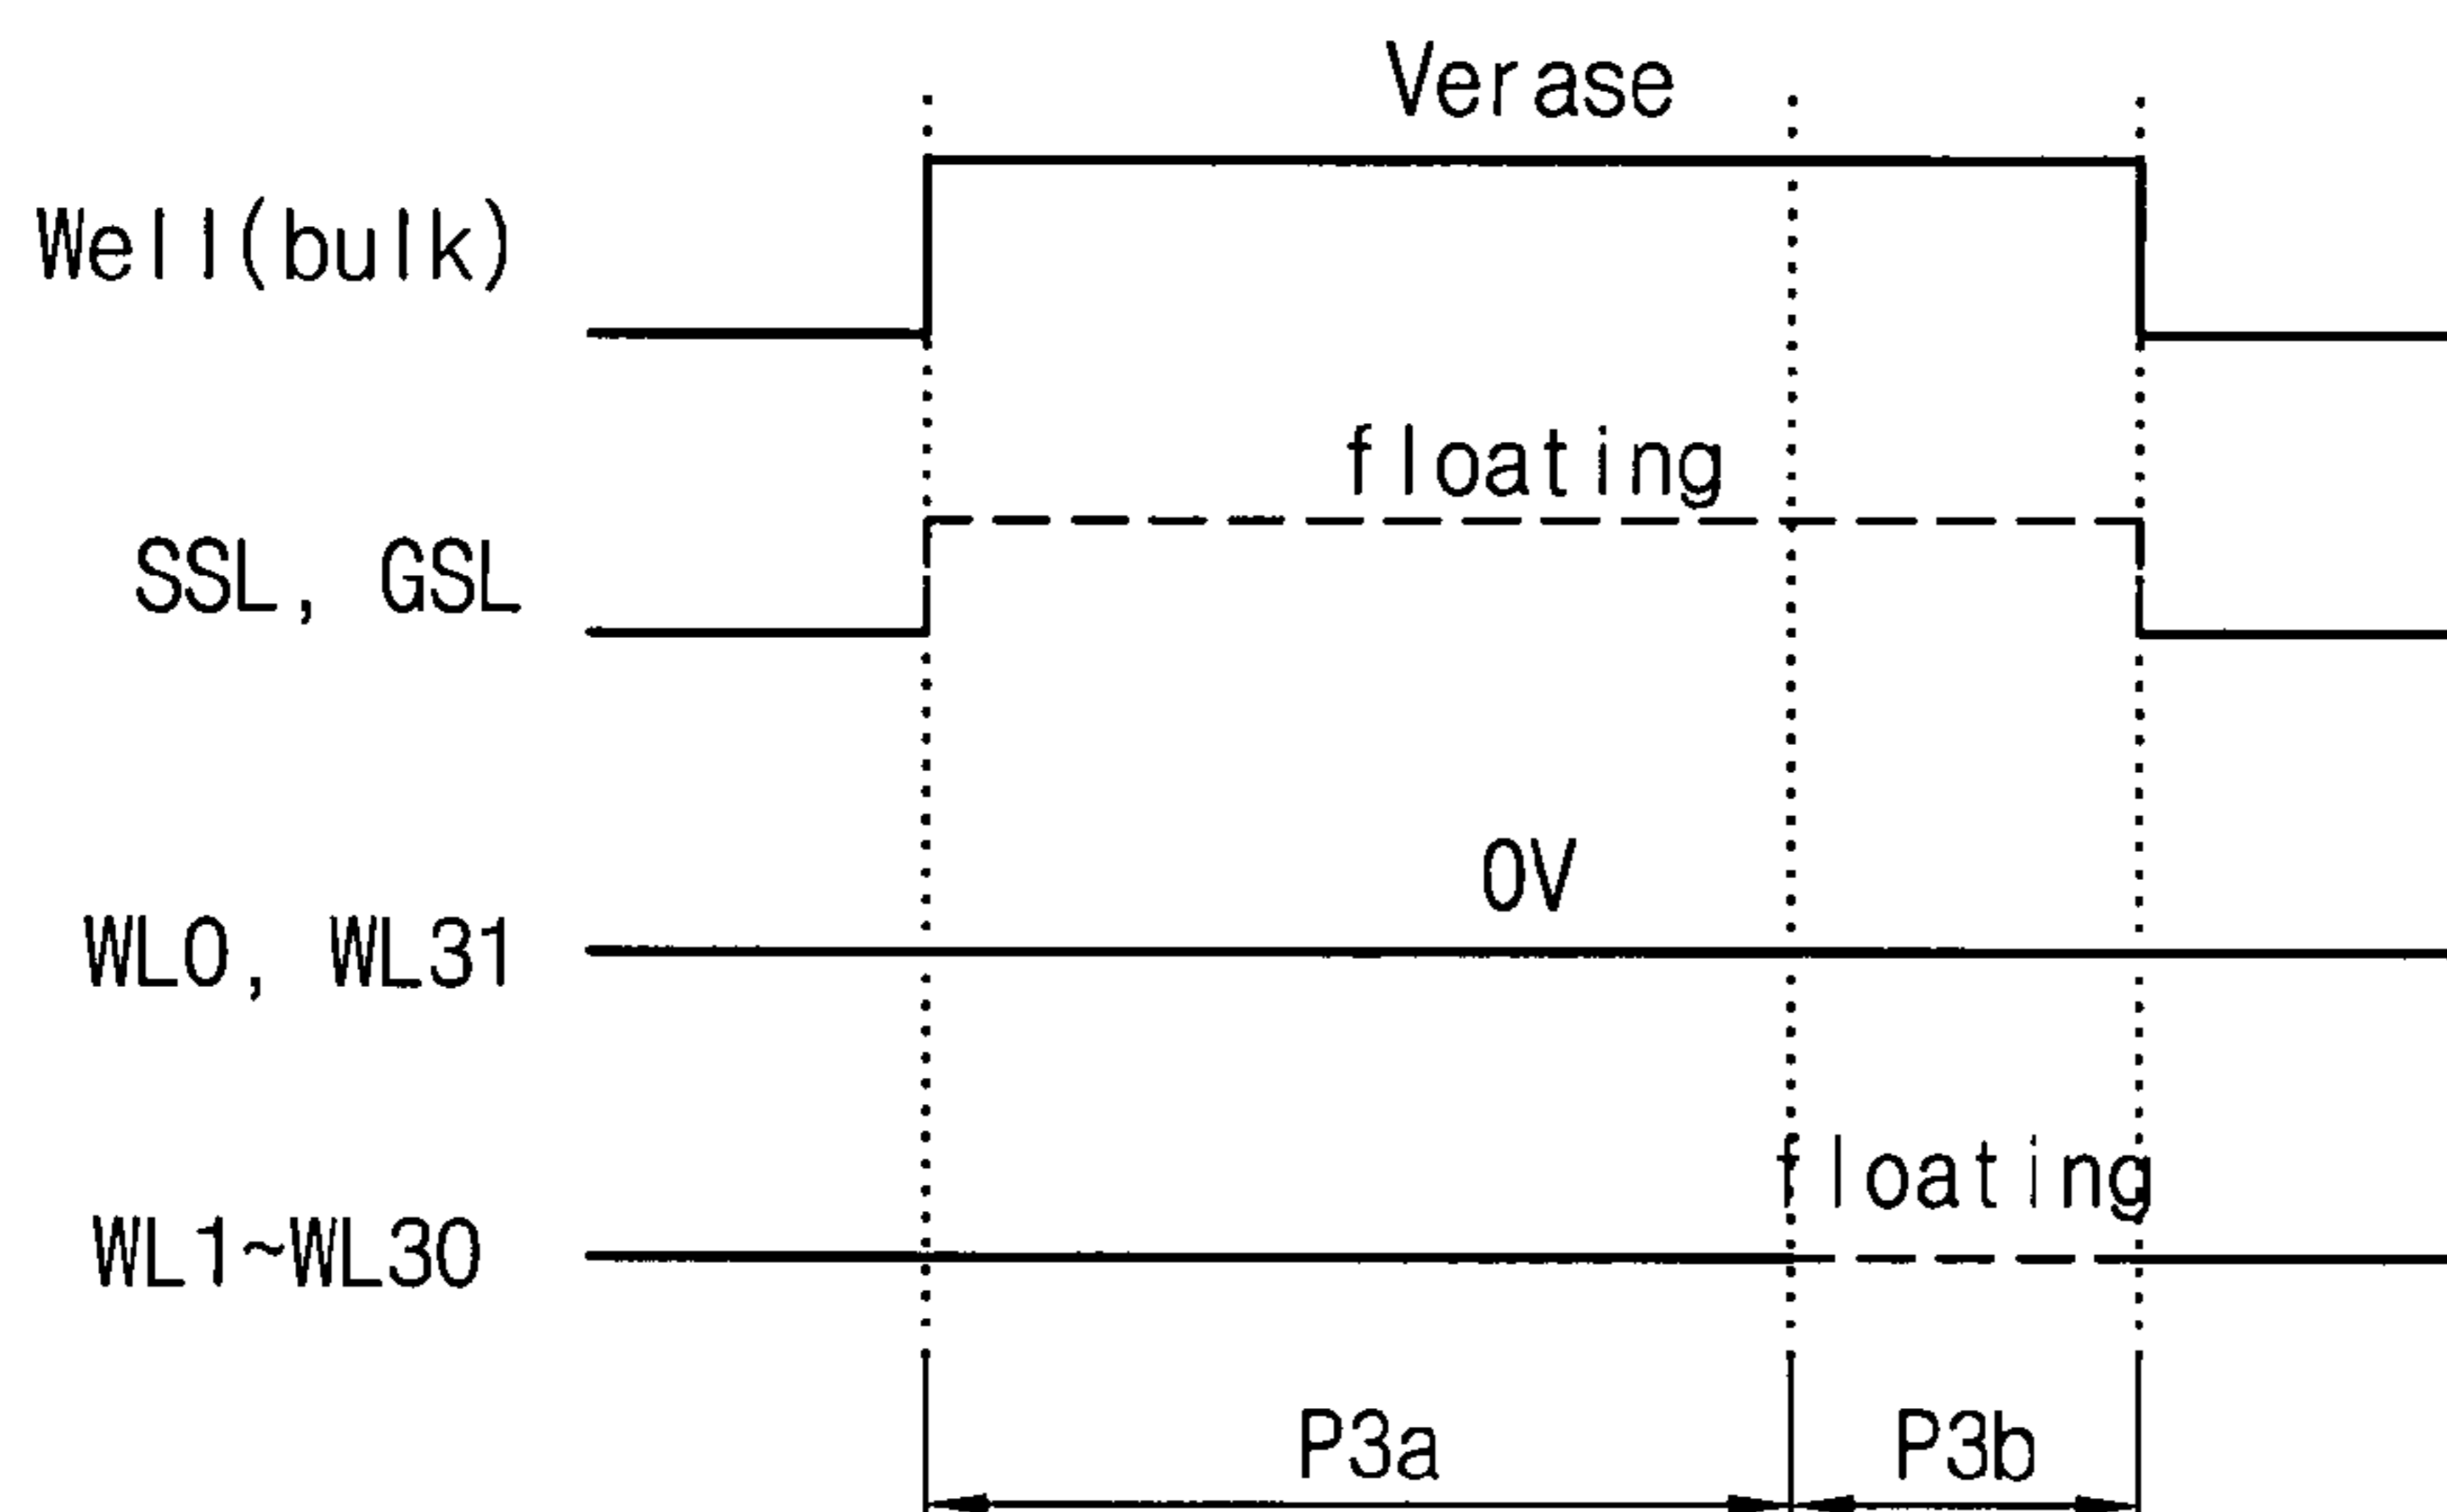 Verase
Well(bulk)
floating
SSL, GSL
0V
WL0, WL31
floating
WL1~WL30
P3a P3b